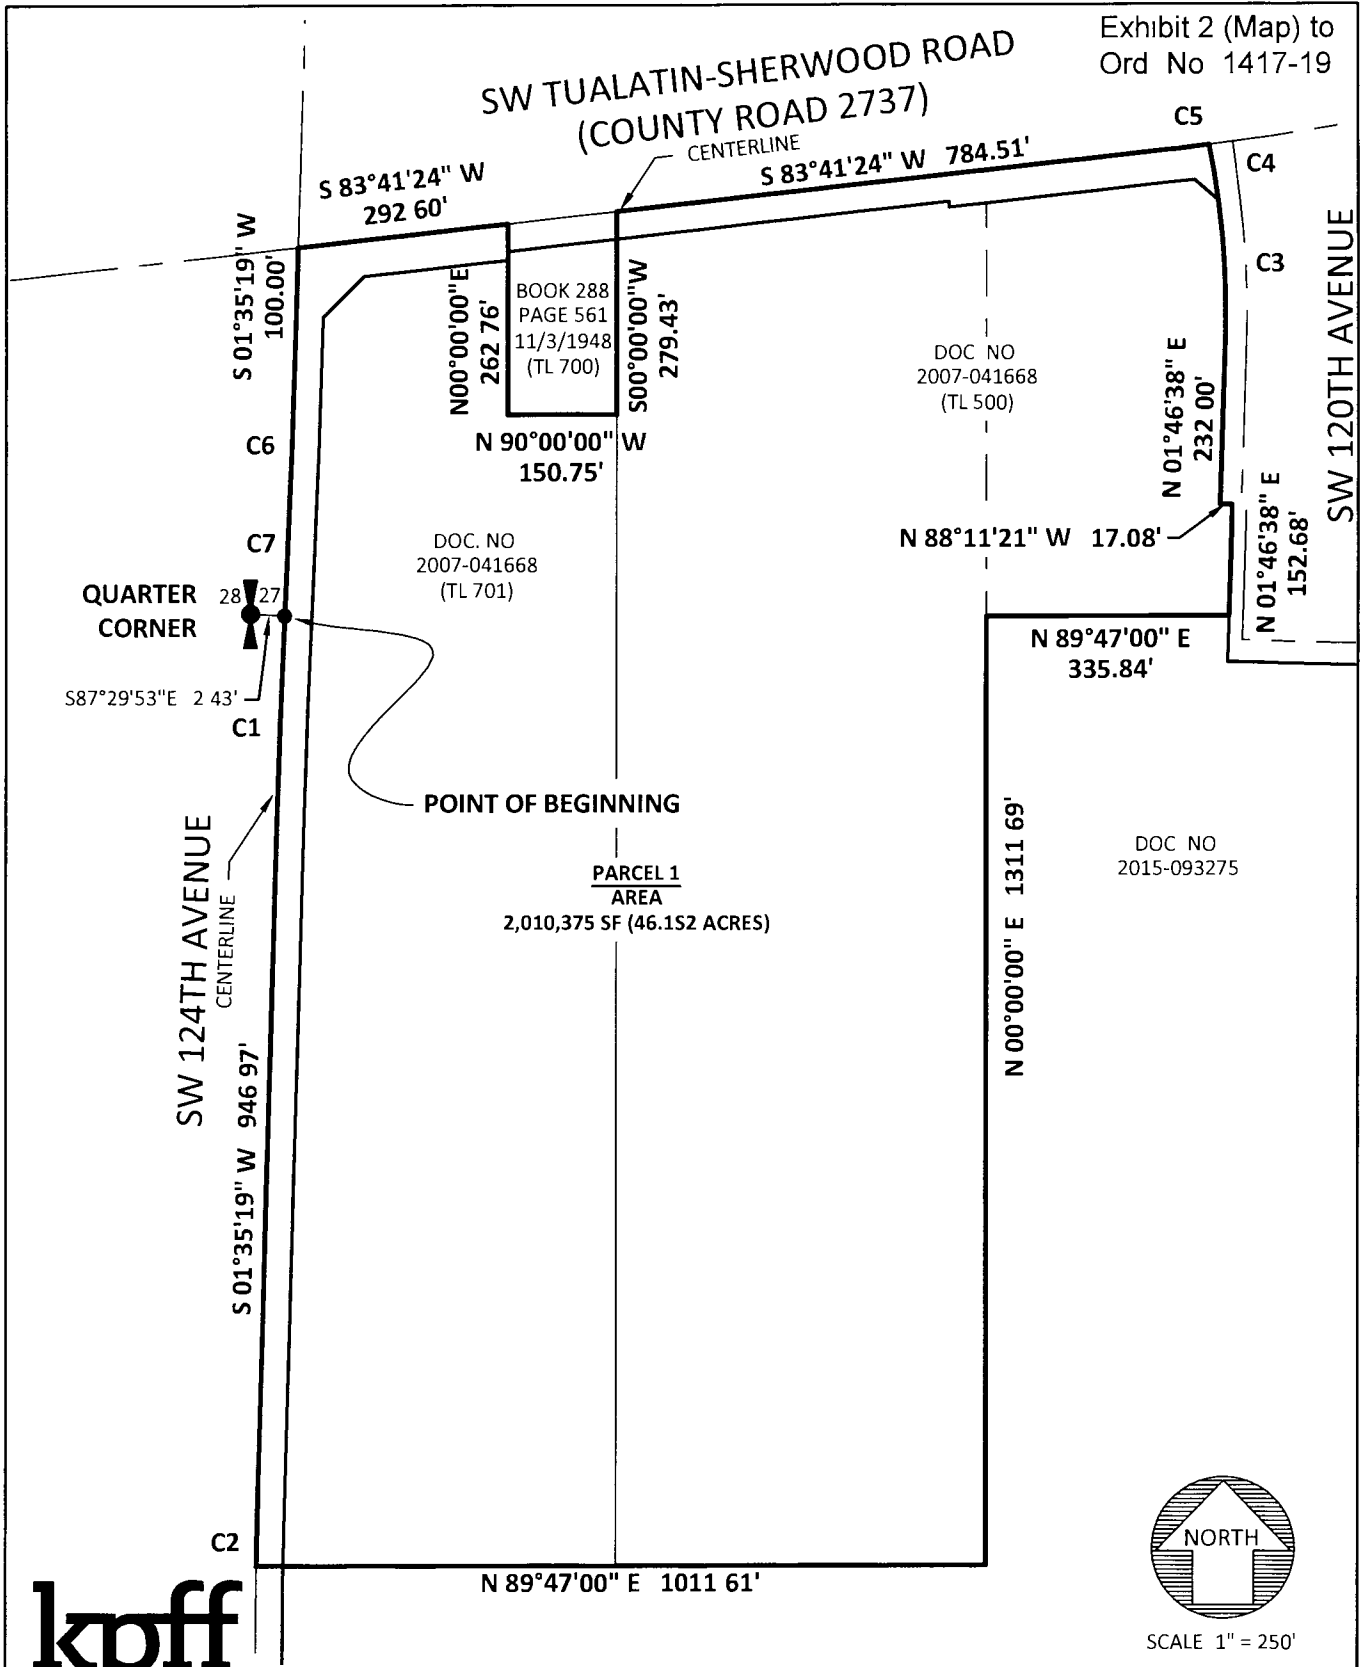 Exhibit 2 (Map) to
Ord No 1417-19
SW TUALATIN-SHERWOOD ROAD
(COUNTY ROAD 2737)
CENTERLINE
C5
C4
C3
S 83°41'24" W
292 60'
S 83°41'24" W 784.51'
S 01°35'19" W
100.00'
N00°00'00"E
262 76'
BOOK 288
PAGE 561
11/3/1948
(TL 700)
S00°00'00"W
279.43'
DOC NO
2007-041668
(TL 500)
N 01°46'38" E
232 00'
SW 120TH AVENUE
C6
N 90°00'00" W
150.75'
C7
DOC. NO
2007-041668
(TL 701)
N 88°11'21" W 17.08'
N 01°46'38" E
152.68'
QUARTER
CORNER
28 27
N 89°47'00" E
335.84'
S87°29'53"E 2 43'
C1
POINT OF BEGINNING
SW 124TH AVENUE
CENTERLINE
PARCEL 1
AREA
2,010,375 SF (46.1S2 ACRES)
N 00°00'00" E 1311 69'
DOC NO
2015-093275
S 01°35'19" W 946 97'
C2
N 89°47'00" E 1011 61'
NORTH
SCALE 1" = 250'
kpff